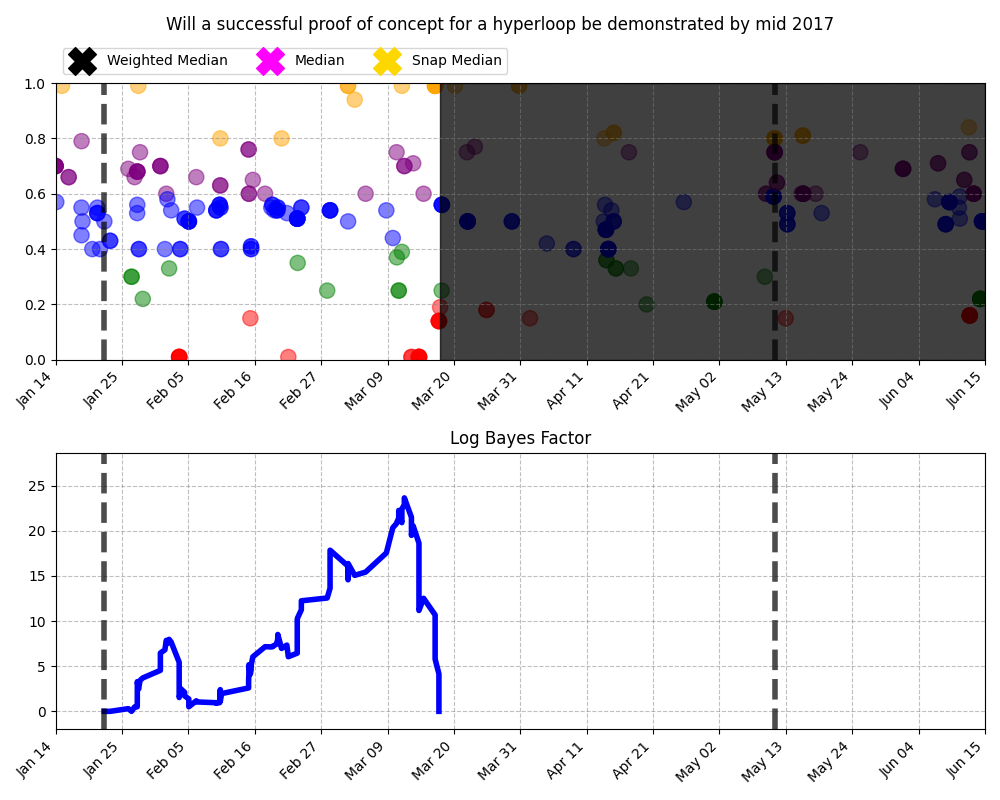 Will a successful proof of concept for a hyperloop be demonstrated by mid 2017
Weighted Median Median Snap Median
1.0
0.8
0.6
0.4
0.2
0.0
Jan 14 Jan 25 Feb 05 Feb 16 Feb 27 Mar 09 Mar 20 Mar 31 Apr 11 Apr 21 May 02 May 13 May 24 Jun 04 Jun 15
Log Bayes Factor
25
20
15
10
5
0
Jan 14 Jan 25 Feb 05 Feb 16 Feb 27 Mar 09 Mar 20 Mar 31 Apr 11 Apr 21 May 02 May 13 May 24 Jun 04 Jun 15